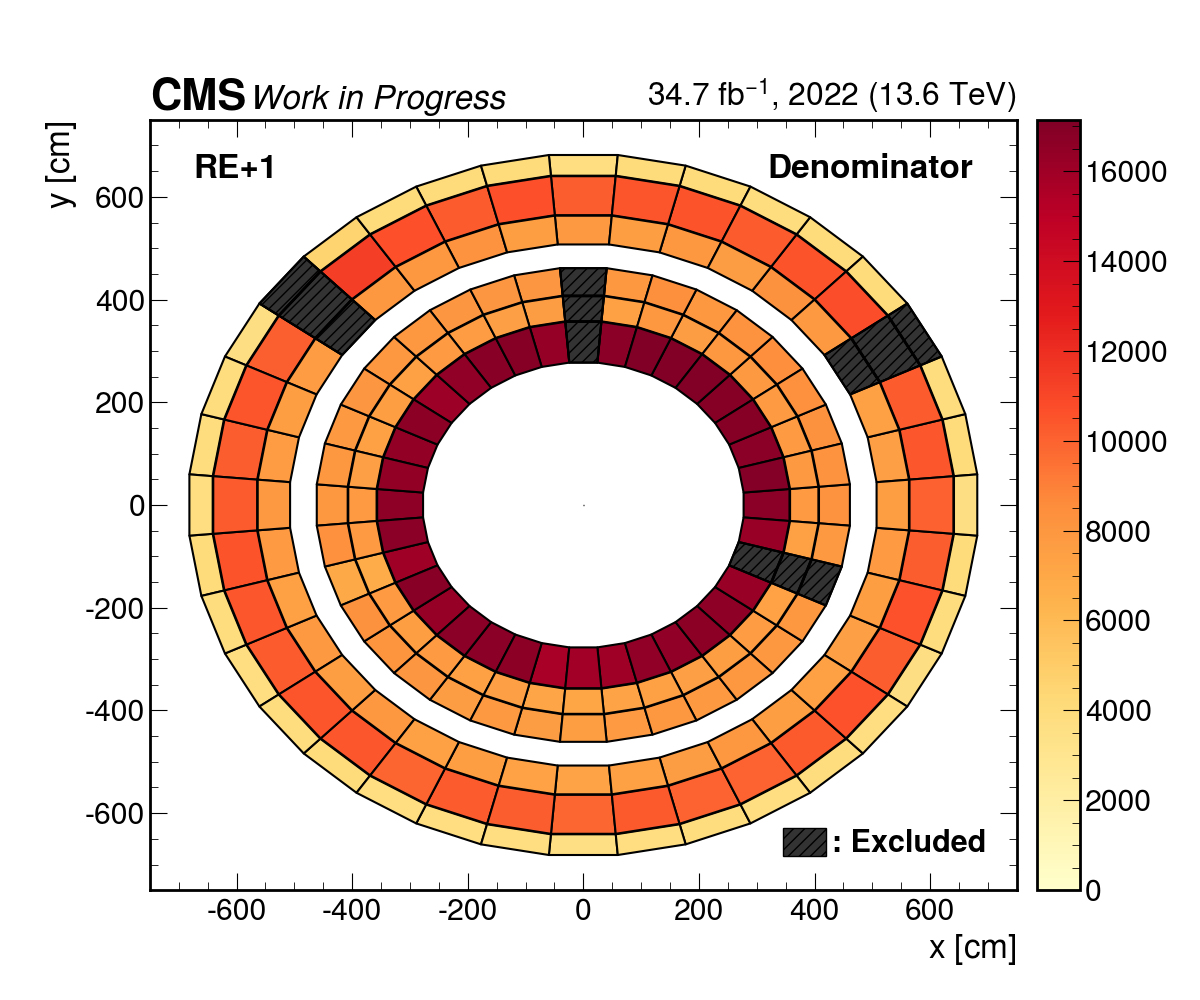 CMS Work in Progress
34.7 fb⁻¹, 2022 (13.6 TeV)
y [cm]
RE+1
Denominator
600
400
200
0
-200
-400
-600
: Excluded
-600 -400 -200 0 200 400 600
x [cm]
16000
14000
12000
10000
8000
6000
4000
2000
0